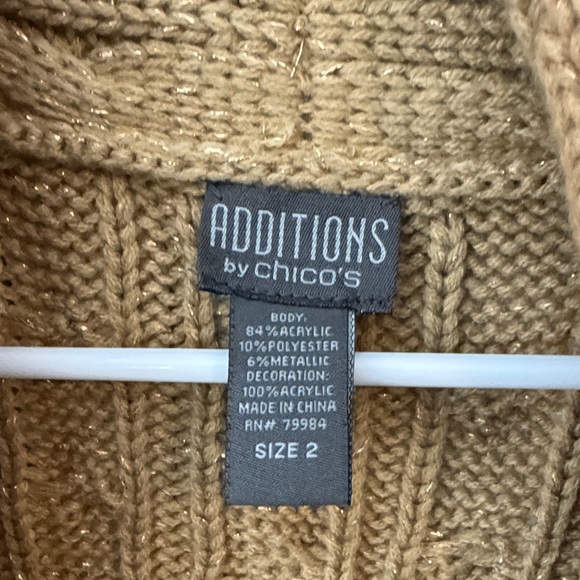 ADDITIONS
by chico's
BODY:
84%ACRYLIC
10%POLYESTER
6%METALLIC
DECORATION:
100%ACRYLIC
MADE IN CHINA
RN# 79984
SIZE 2